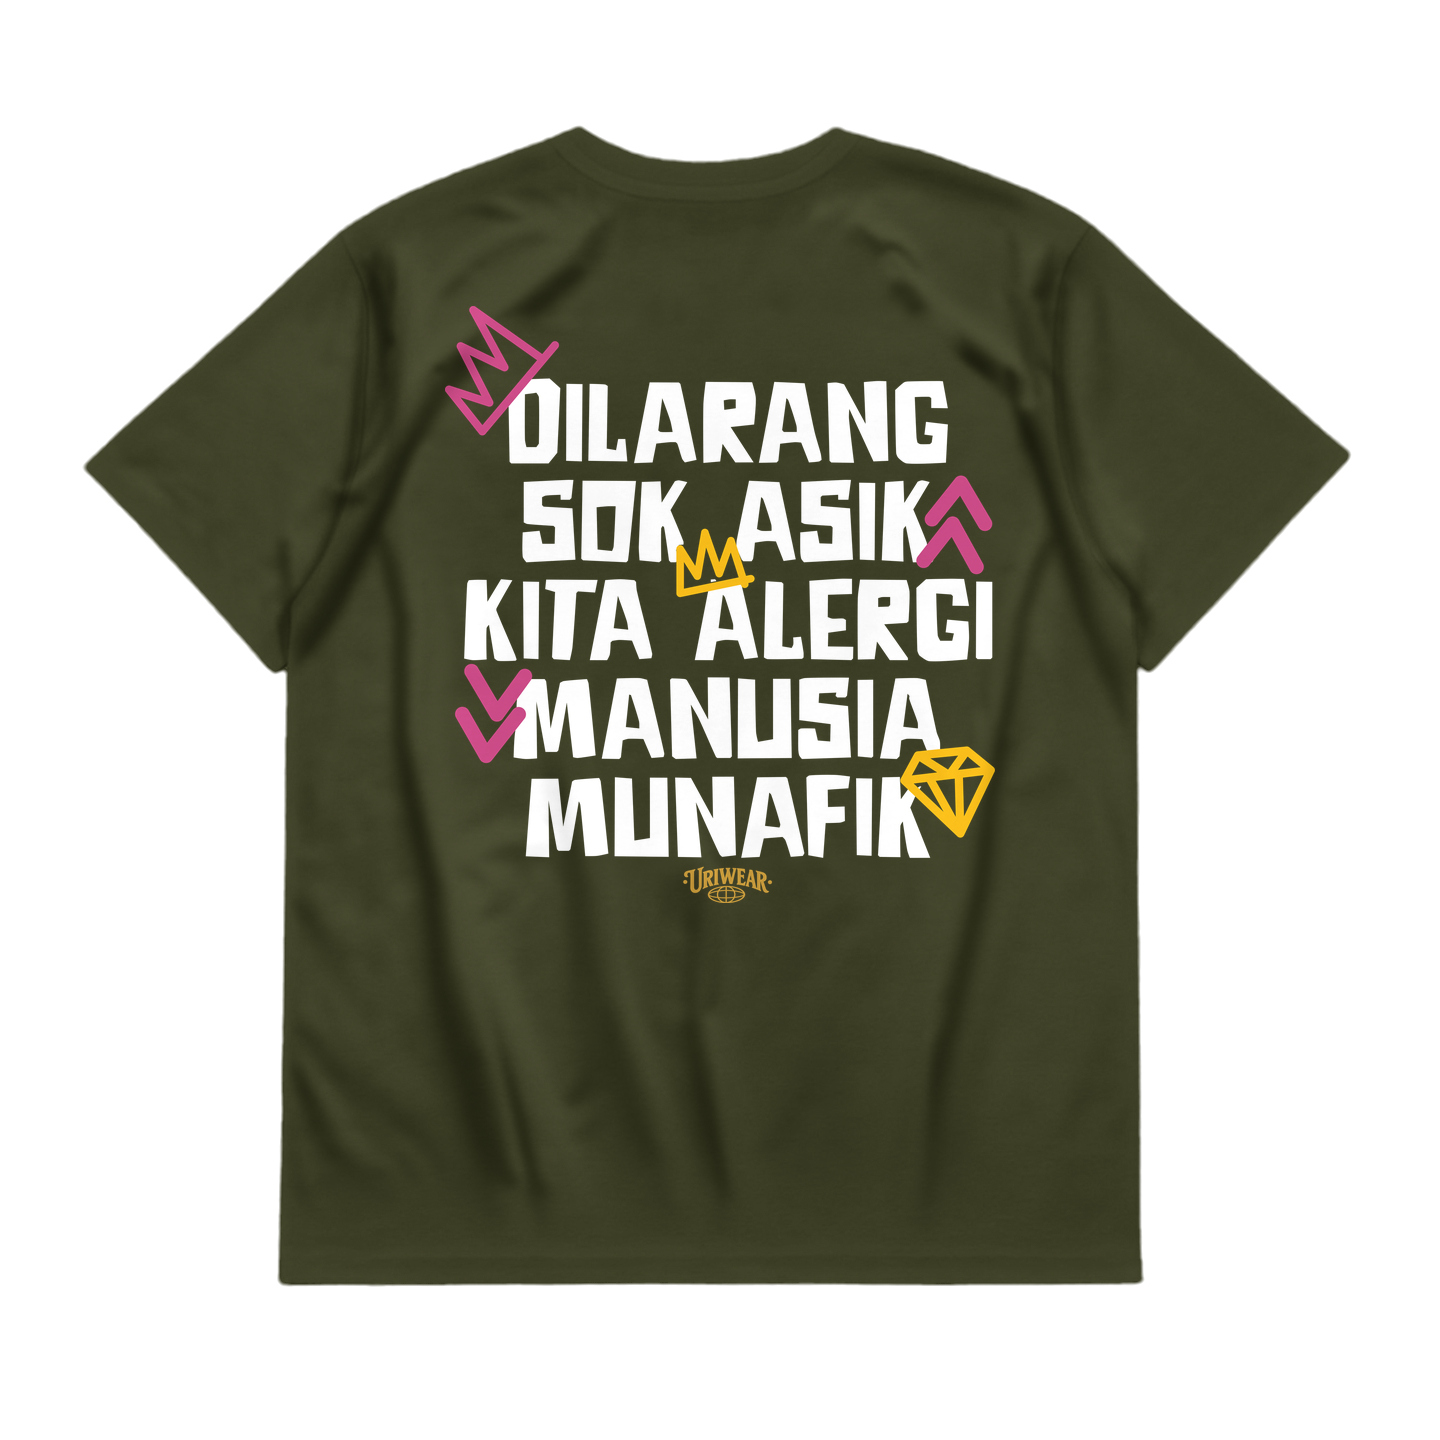 DILARANG
SOK ASIK
KITA ALERGI
MANUSIA
MUNAFIK
URIWEAR